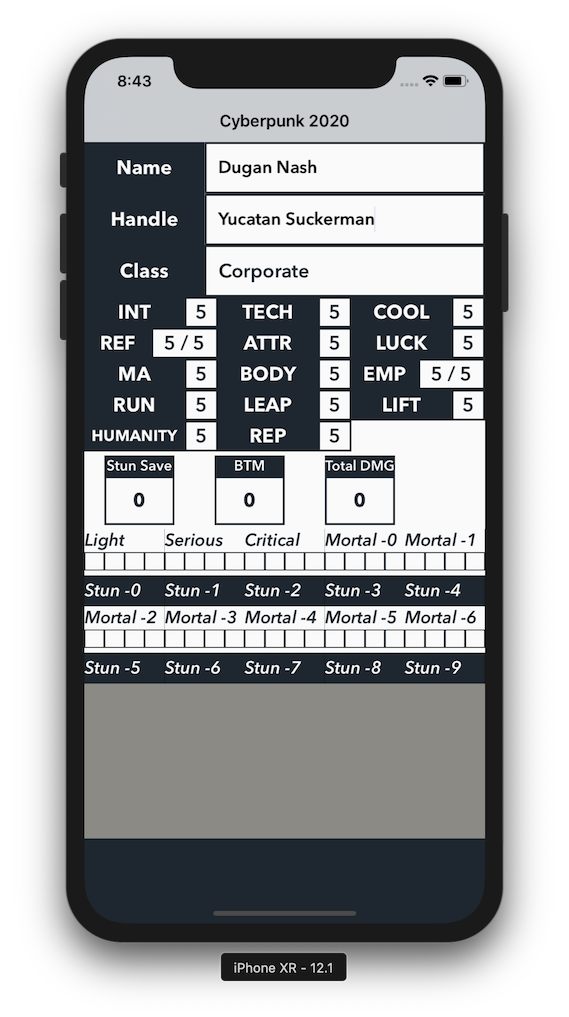 8:43
Cyberpunk 2020
Name Dugan Nash
Handle Yucatan Suckerman
Class Corporate
INT 5 TECH 5 COOL 5
REF 5 / 5 ATTR 5 LUCK 5
MA 5 BODY 5 EMP 5 / 5
RUN 5 LEAP 5 LIFT 5
HUMANITY 5 REP 5
Stun Save BTM Total DMG
0 0 0
Light Serious Critical Mortal -0 Mortal -1
Stun -0 Stun -1 Stun -2 Stun -3 Stun -4
Mortal -2 Mortal -3 Mortal -4 Mortal -5 Mortal -6
Stun -5 Stun -6 Stun -7 Stun -8 Stun -9
iPhone XR - 12.1